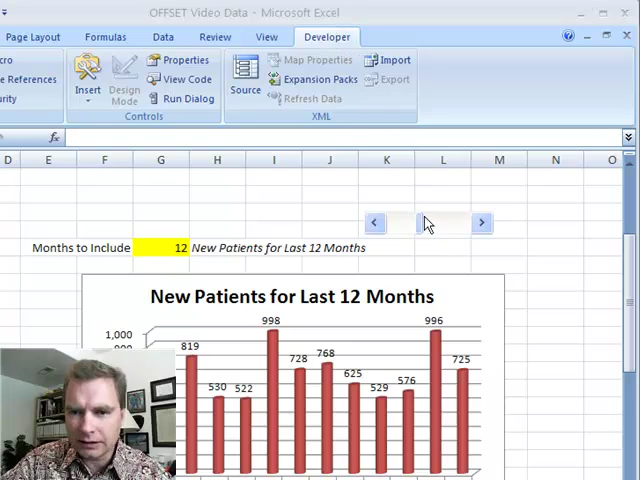 OFFSET Video Data - Microsoft Excel
Page Layout Formulas Data Review View Developer
cro
e References
urity
Insert
Design Mode
Properties
View Code
Run Dialog
Controls
Source
Map Properties
Expansion Packs
Refresh Data
Import
Export
XML
fx
D E F G H I J K L M N O
Months to Include 12 New Patients for Last 12 Months
New Patients for Last 12 Months
1,000
819 530 522 998 728 768 625 529 576 996 725